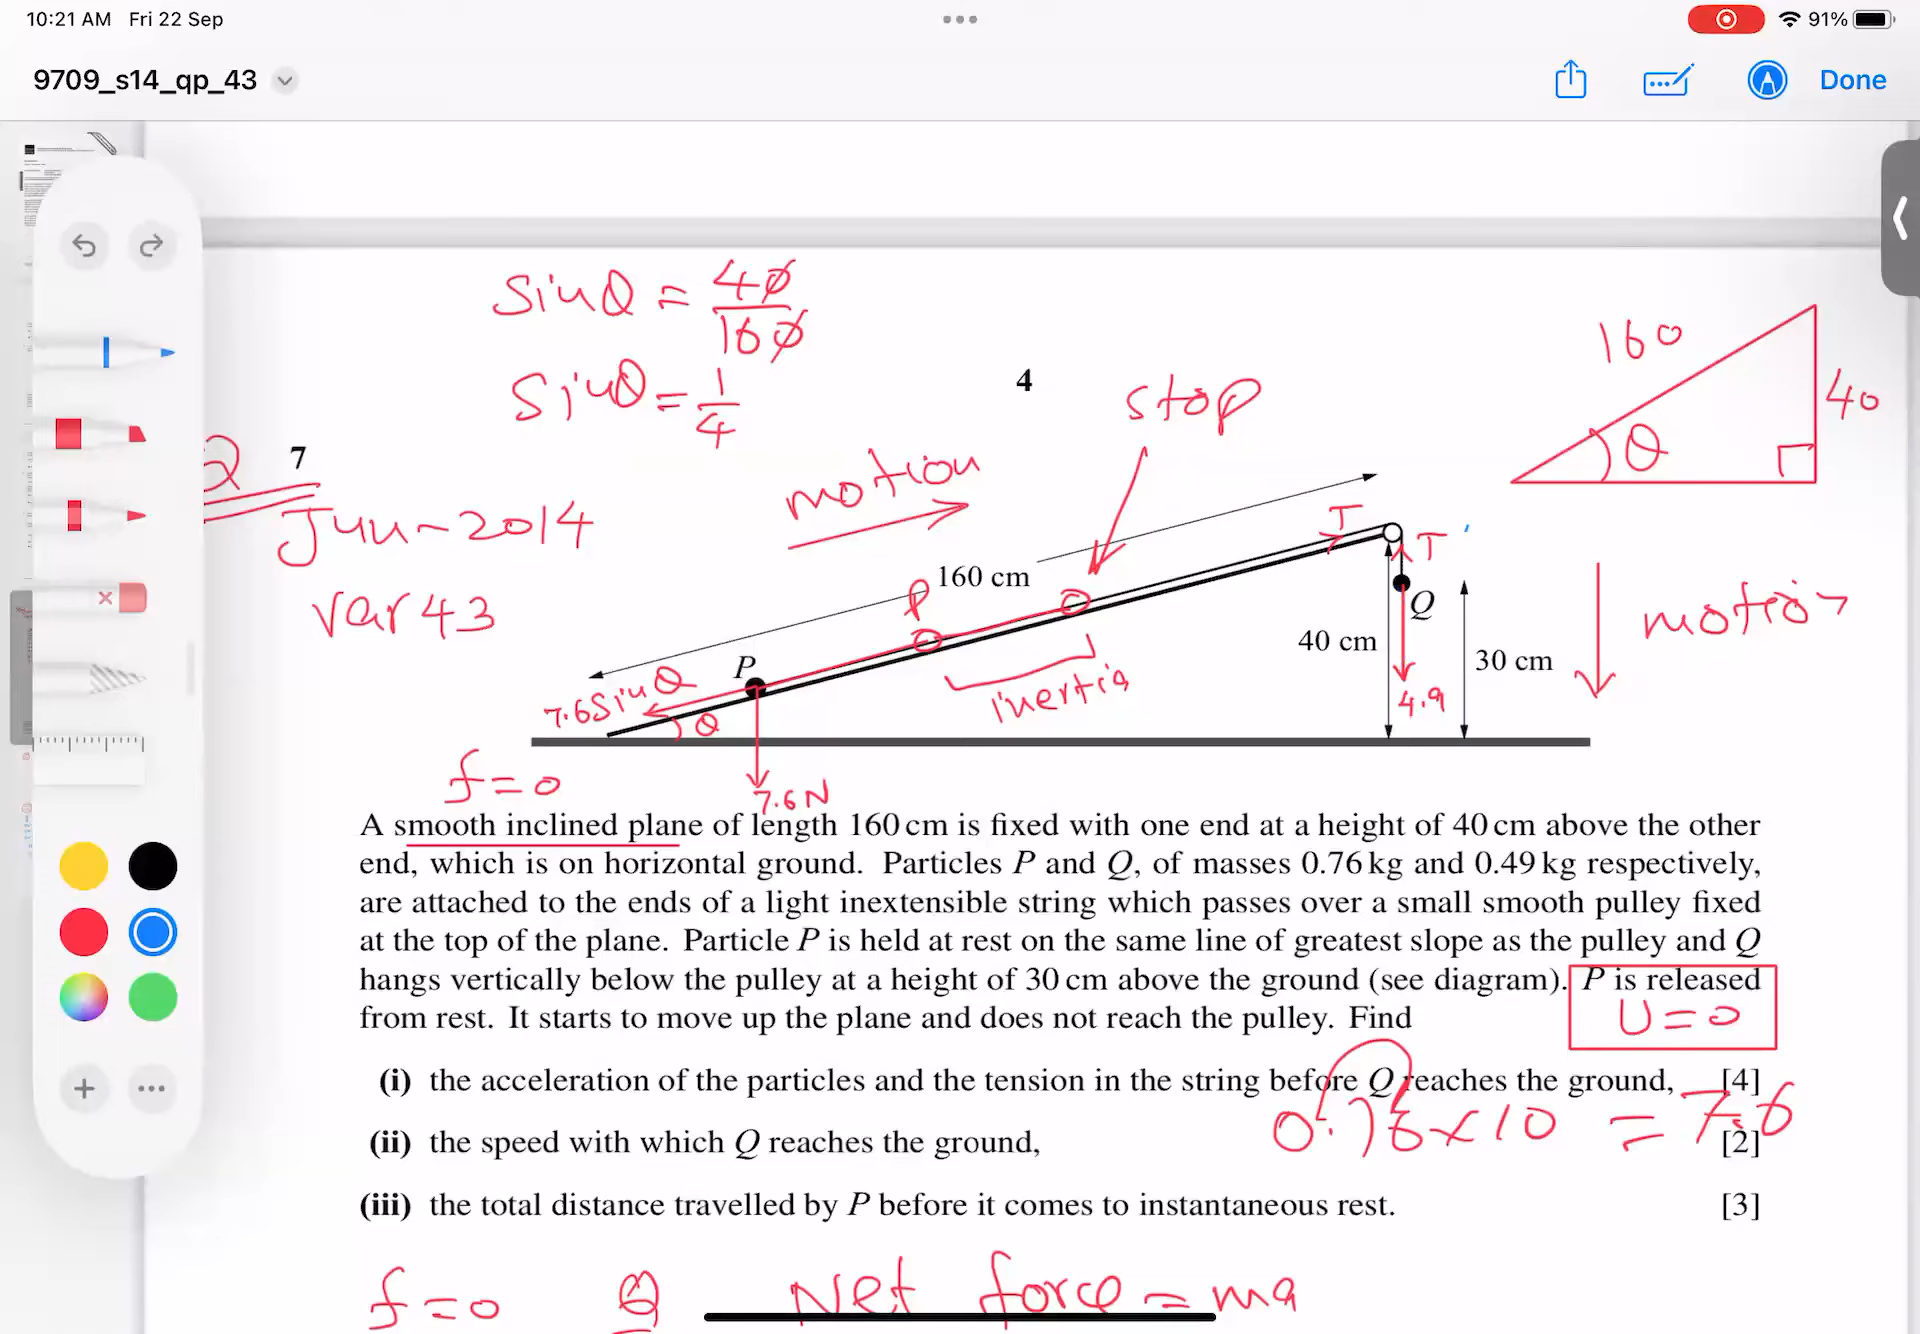 10:21 AM Fri 22 Sep
91%
9709_s14_qp_43
Done
sinθ = 40/160
sinθ = 1/4
4
stop
160
40
θ
Q
7
Jun-2014
Var 43
motion
160 cm
T
T
P
P
Q
40 cm
30 cm
motion
7.6 sinθ
θ
inertia
4.9
f=0
7.6N
A smooth inclined plane of length 160 cm is fixed with one end at a height of 40 cm above the other
end, which is on horizontal ground. Particles P and Q, of masses 0.76 kg and 0.49 kg respectively,
are attached to the ends of a light inextensible string which passes over a small smooth pulley fixed
at the top of the plane. Particle P is held at rest on the same line of greatest slope as the pulley and Q
hangs vertically below the pulley at a height of 30 cm above the ground (see diagram). P is released
from rest. It starts to move up the plane and does not reach the pulley. Find
U=0
(i) the acceleration of the particles and the tension in the string before Q reaches the ground, [4]
0.76×10 = 7.6
(ii) the speed with which Q reaches the ground, [2]
(iii) the total distance travelled by P before it comes to instantaneous rest. [3]
f=0 Q Net force = ma